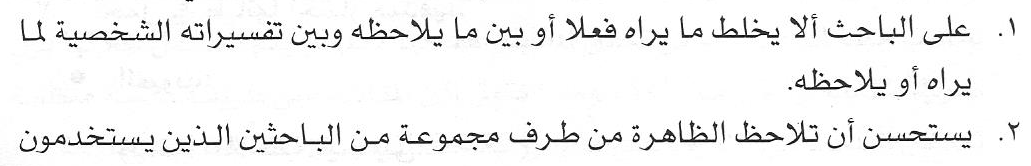 ١. على الباحث ألا يخلط ما يراه فعلا أو بين ما يلاحظه وبين تفسيراته الشخصية لما
يراه أو يلاحظه.
٢. يستحسن أن تلاحظ الظاهرة من طرف مجموعة من الباحثين الذين يستخدمون